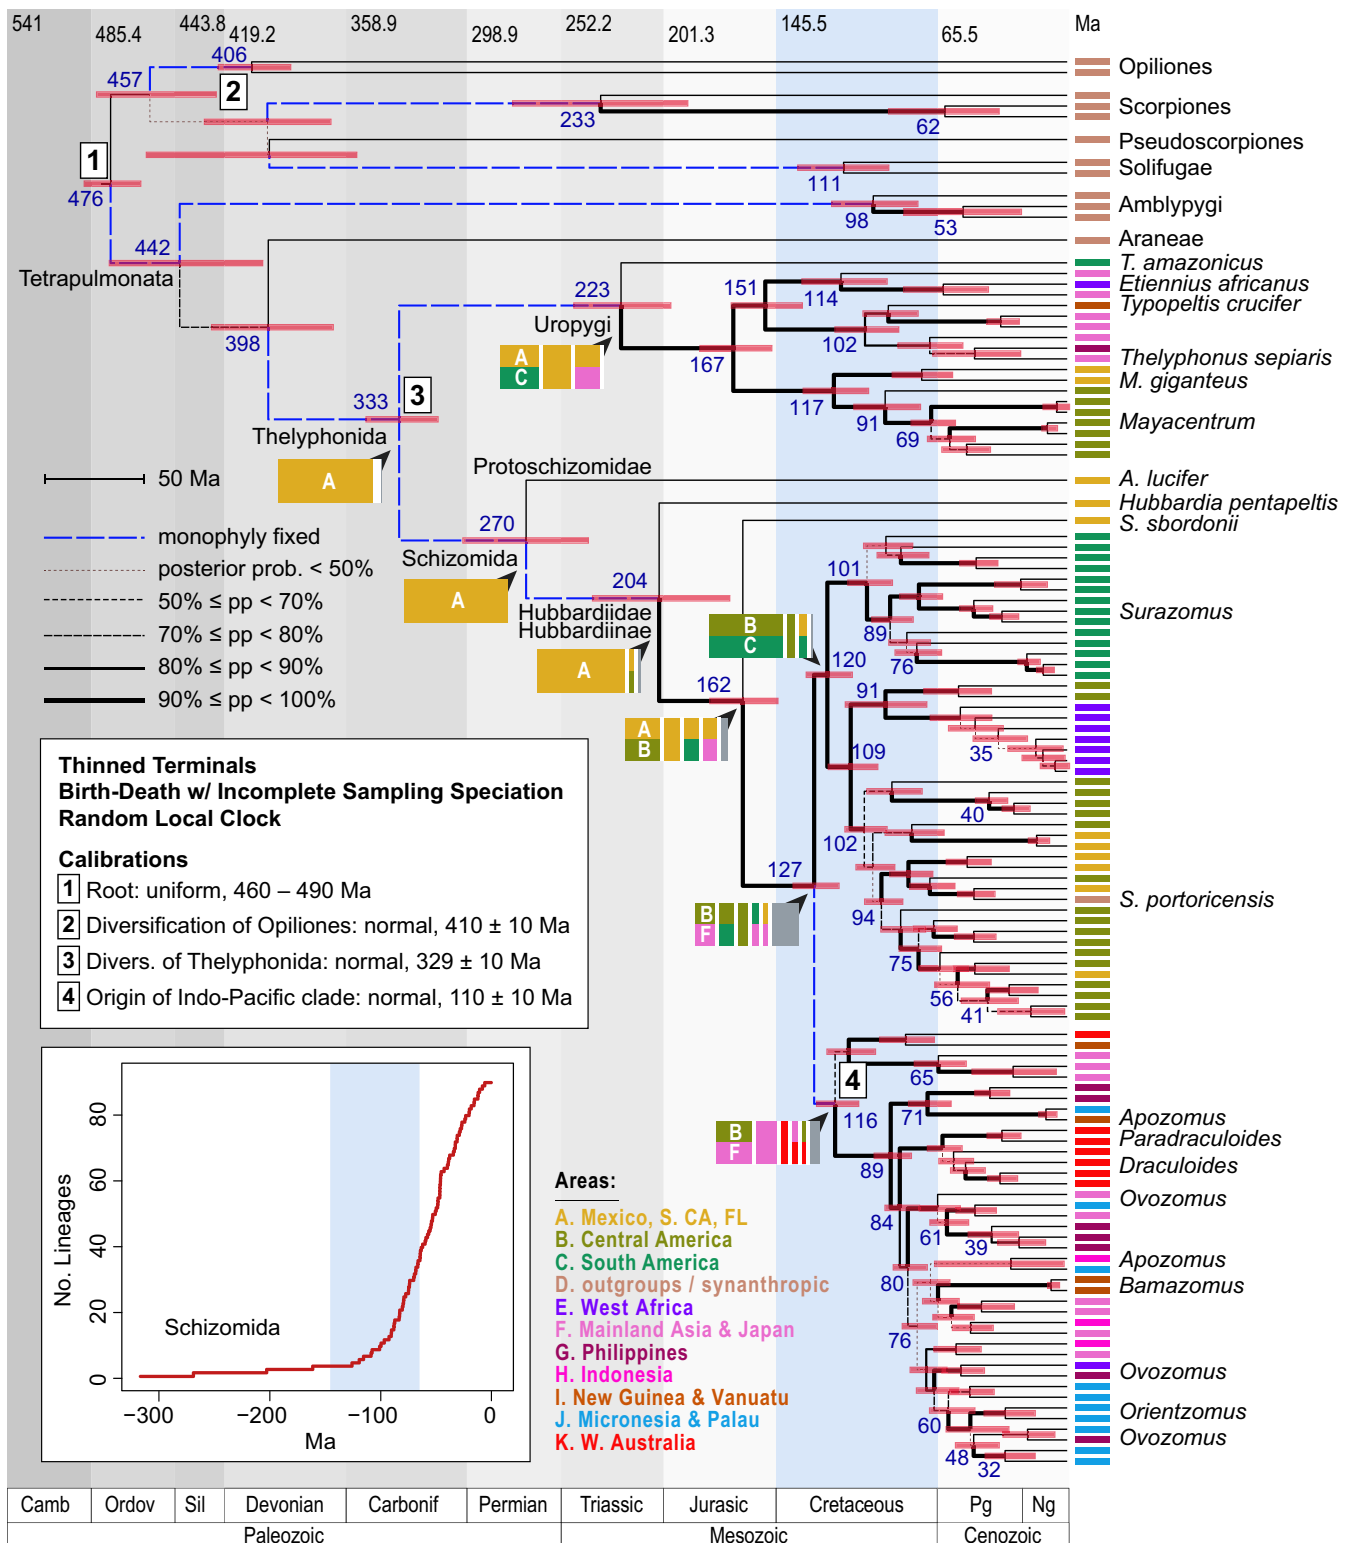 541
485.4
443.8
419.2
358.9
298.9
252.2
201.3
145.5
65.5
Ma
406
Opiliones
457
2
Scorpiones
233
62
Pseudoscorpiones
1
Solifugae
111
476
Amblypygi
98
53
442
Araneae
Tetrapulmonata
T. amazonicus
223
151
114
Etiennius africanus
Typopeltis crucifer
Uropygi
398
102
A
C
167
Thelyphonus sepiaris
M. giganteus
333
3
117
91
69
Mayacentrum
Thelyphonida
A
Protoschizomidae
50 Ma
A. lucifer
Hubbardia pentapeltis
270
S. sbordonii
monophyly fixed
Schizomida
posterior prob. < 50%
101
204
A
50% ≤ pp < 70%
Hubbardiidae
Surazomus
Hubbardiinae
B
C
89
70% ≤ pp < 80%
120
76
80% ≤ pp < 90%
A
162
91
90% ≤ pp < 100%
A
B
109
35
Thinned Terminals
Birth-Death w/ Incomplete Sampling Speciation
Random Local Clock
40
102
Calibrations
127
1 Root: uniform, 460 – 490 Ma
S. portoricensis
B
F
94
2 Diversification of Opiliones: normal, 410 ± 10 Ma
3 Divers. of Thelyphonida: normal, 329 ± 10 Ma
75
4 Origin of Indo-Pacific clade: normal, 110 ± 10 Ma
56
41
4
65
116
71
Apozomus
B
F
Paradraculoides
89
Draculoides
Areas:
Ovozomus
A. Mexico, S. CA, FL
84
B. Central America
61
39
C. South America
Apozomus
D. outgroups / synanthropic
80
Bamazomus
E. West Africa
F. Mainland Asia & Japan
76
G. Philippines
H. Indonesia
Ovozomus
I. New Guinea & Vanuatu
J. Micronesia & Palau
60
Orientzomus
K. W. Australia
Ovozomus
48
32
No. Lineages
80
60
40
20
0
Schizomida
−300
−200
−100
0
Ma
Camb
Ordov
Sil
Devonian
Carbonif
Permian
Triassic
Jurasic
Cretaceous
Pg
Ng
Paleozoic
Mesozoic
Cenozoic